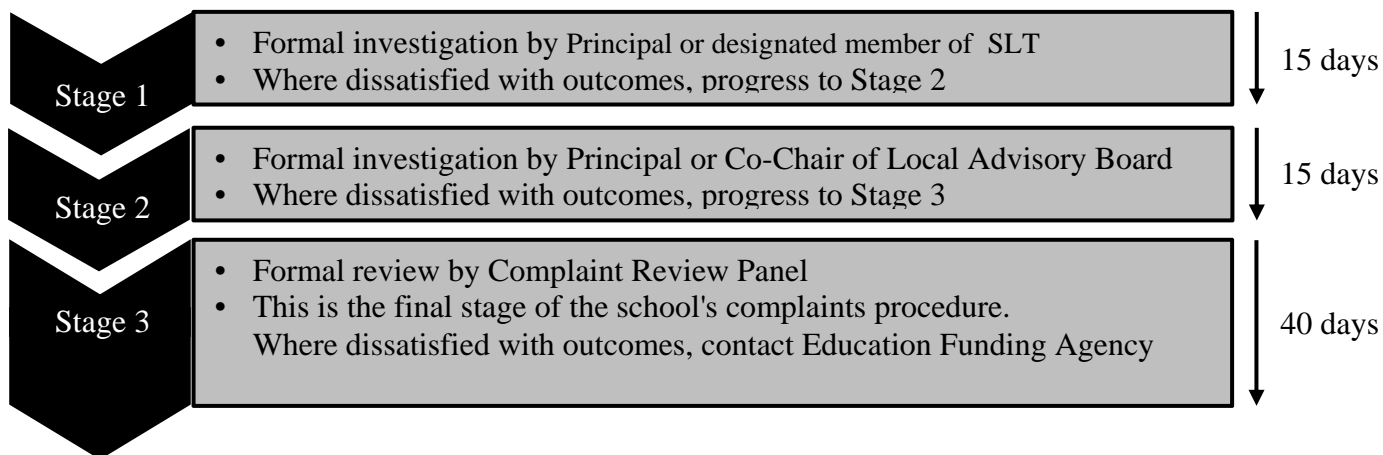 Stage 1
• Formal investigation by Principal or designated member of SLT
• Where dissatisfied with outcomes, progress to Stage 2
15 days
Stage 2
• Formal investigation by Principal or Co-Chair of Local Advisory Board
• Where dissatisfied with outcomes, progress to Stage 3
15 days
Stage 3
• Formal review by Complaint Review Panel
• This is the final stage of the school's complaints procedure.
Where dissatisfied with outcomes, contact Education Funding Agency
40 days